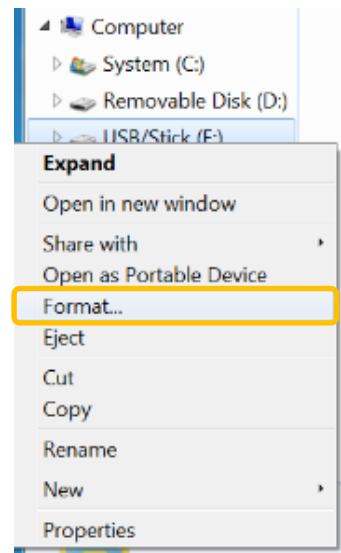 Computer
System (C:)
Removable Disk (D:)
USB/Stick (E:)
Expand
Open in new window
Share with
Open as Portable Device
Format...
Eject
Cut
Copy
Rename
New
Properties